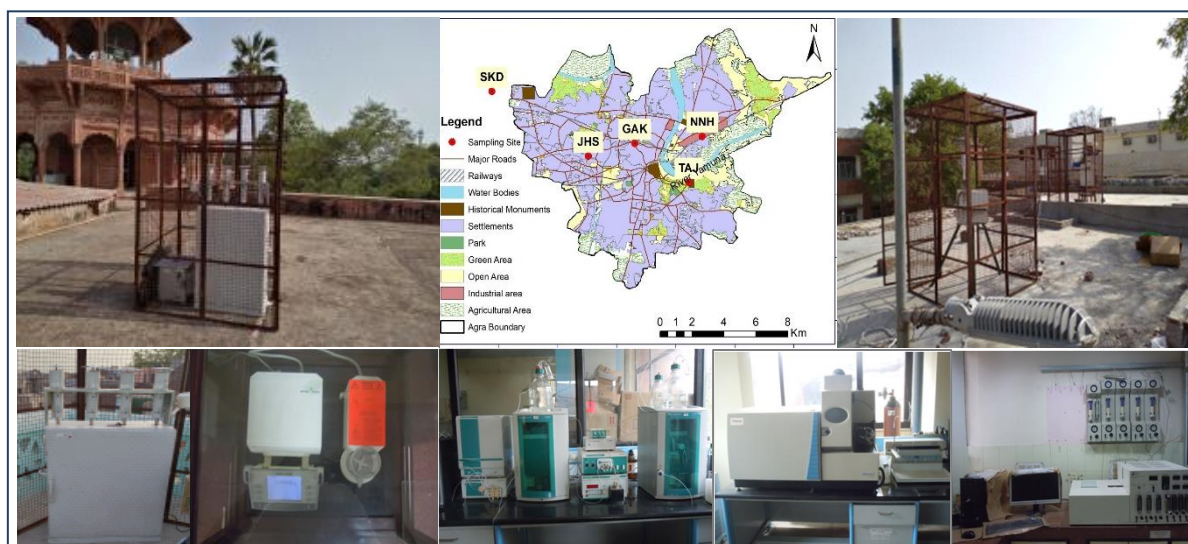 N
SKD
NNH
GAK
JHS
TAJ
River Yamuna
Legend
Sampling Site
Major Roads
Railways
Water Bodies
Historical Monuments
Settlements
Park
Green Area
Open Area
Industrial area
Agricultural Area
Agra Boundary
0 1 2 4 6 8
Km